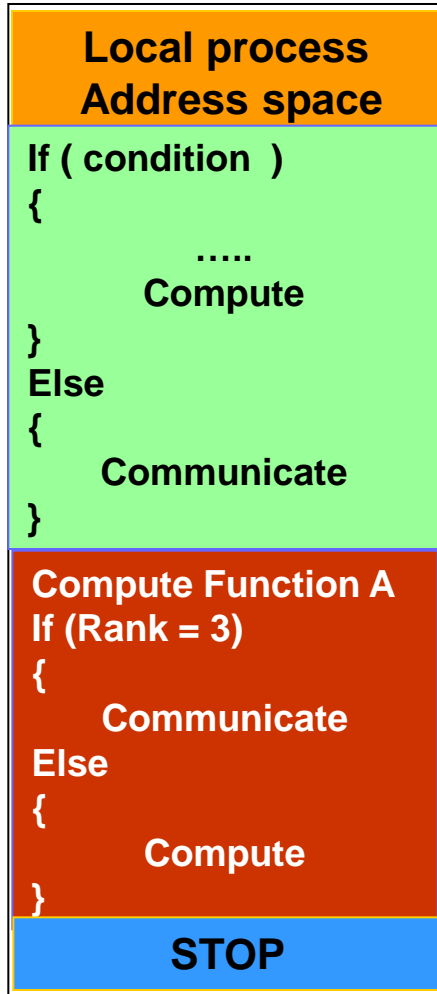 Local process
Address space
If ( condition )
{
…..
Compute
}
Else
{
Communicate
}
Compute Function A
If (Rank = 3)
{
Communicate
Else
{
Compute
}
STOP